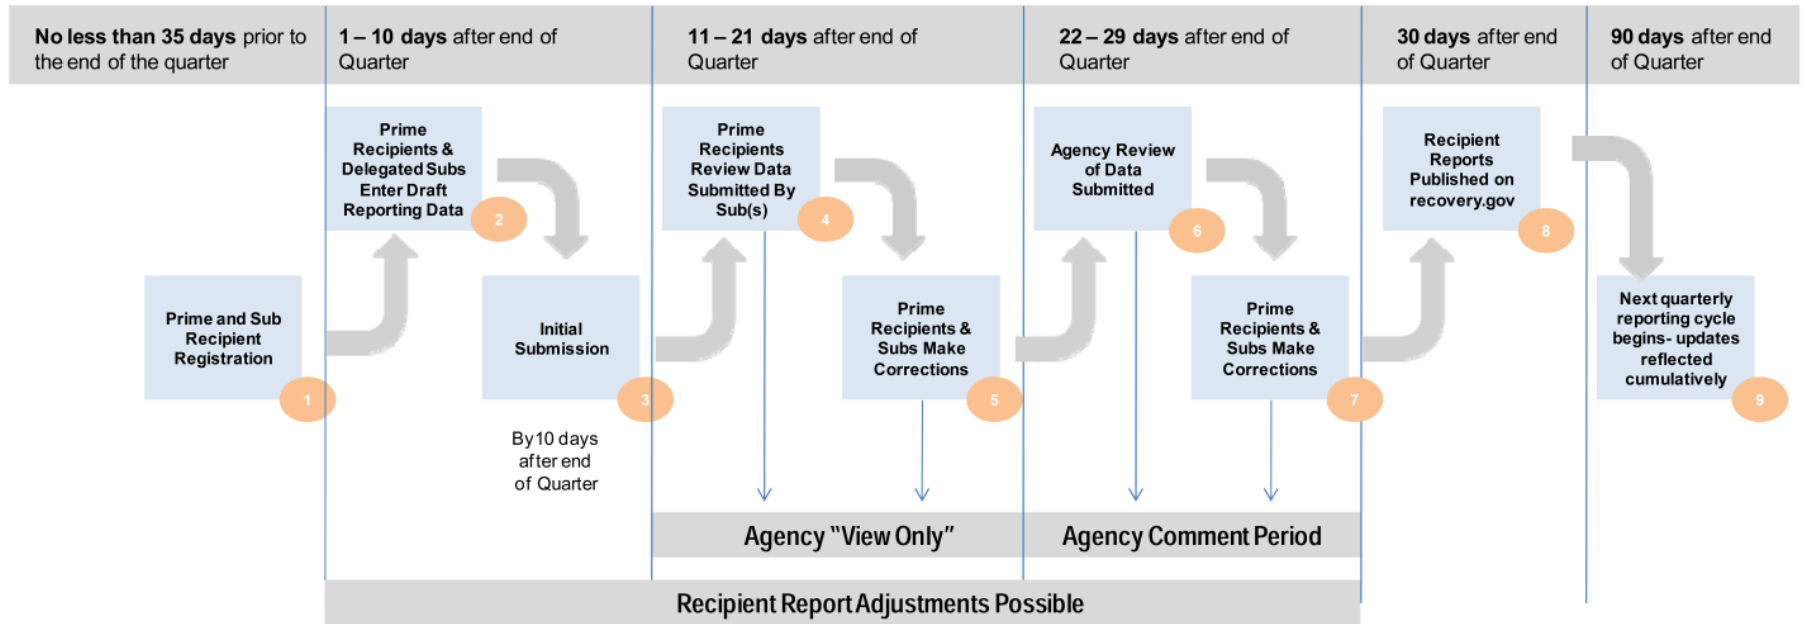 No less than 35 days prior to
the end of the quarter
1 – 10 days after end of
Quarter
11 – 21 days after end of
Quarter
22 – 29 days after end of
Quarter
30 days after end
of Quarter
90 days after end
of Quarter
Prime and Sub
Recipient
Registration
1
Prime
Recipients &
Delegated Subs
Enter Draft
Reporting Data
2
Initial
Submission
3
By10 days
after end
of Quarter
Prime
Recipients
Review Data
Submitted By
Sub(s)
4
Prime
Recipients &
Subs Make
Corrections
5
Agency Review
of Data
Submitted
6
Prime
Recipients &
Subs Make
Corrections
7
Recipient
Reports
Published on
recovery.gov
8
Next quarterly
reporting cycle
begins- updates
reflected
cumulatively
9
Agency “View Only”
Agency Comment Period
Recipient Report Adjustments Possible